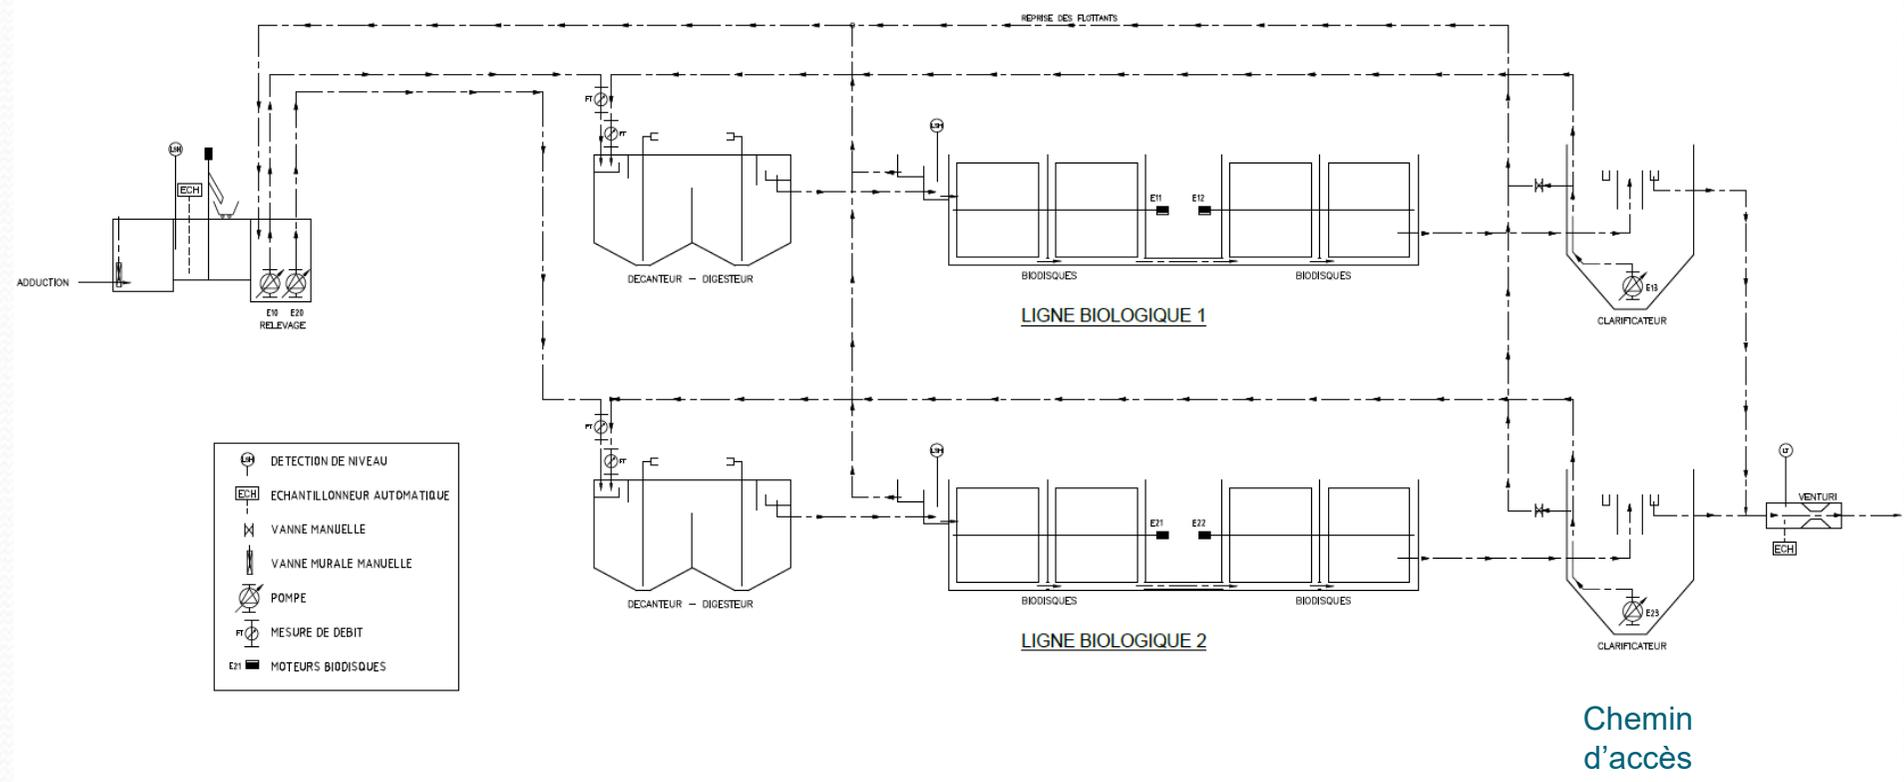 REPRISE DES FLOTTANTS
FT
FT
LSH
LSH
ECH
E11
E12
ADDUCTION
E10
E20
RELEVAGE
DECANTEUR - DIGESTEUR
BIODISQUES
BIODISQUES
E13
CLARIFICATEUR
LIGNE BIOLOGIQUE 1
FT
FT
LSH
LT
E21
E22
VENTURI
ECH
DECANTEUR - DIGESTEUR
BIODISQUES
BIODISQUES
E23
CLARIFICATEUR
LIGNE BIOLOGIQUE 2
LSH DETECTION DE NIVEAU
ECH ECHANTILLONNEUR AUTOMATIQUE
VANNE MANUELLE
VANNE MURALE MANUELLE
POMPE
FT MESURE DE DEBIT
E21 MOTEURS BIODISQUES
Chemin
d'accès